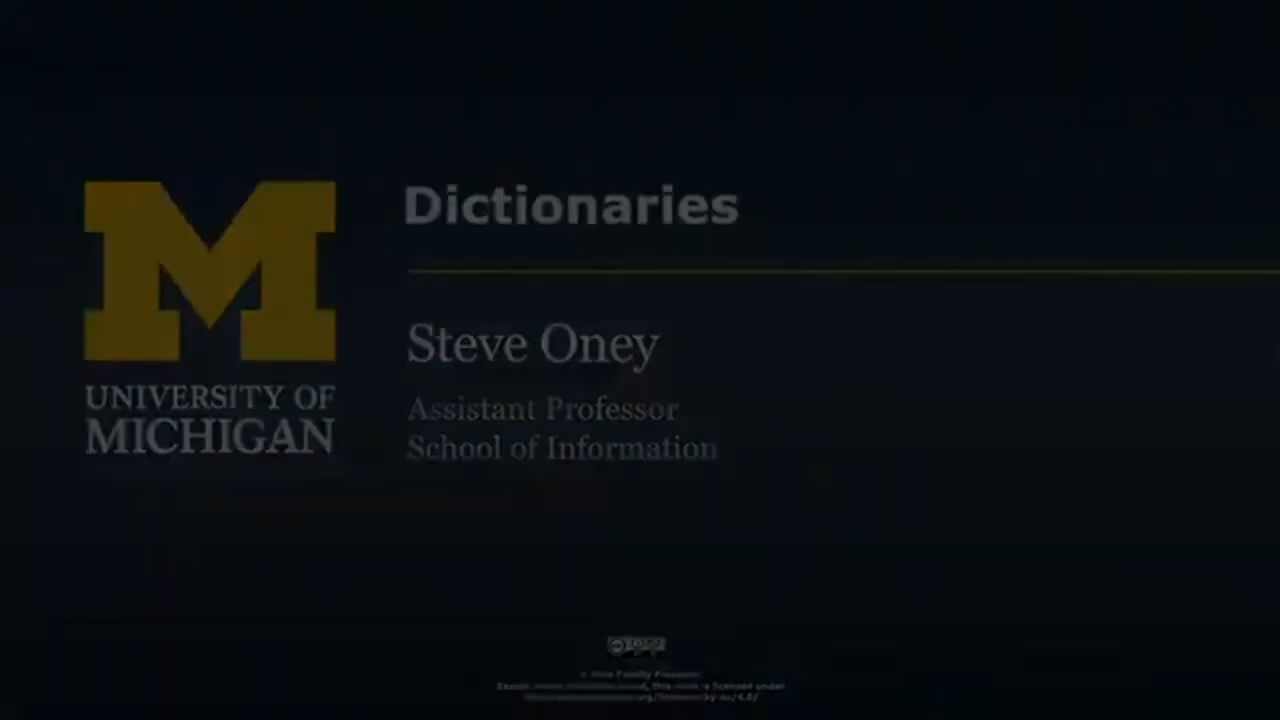 Dictionaries
Steve Oney
Assistant Professor
School of Information
UNIVERSITY OF
MICHIGAN